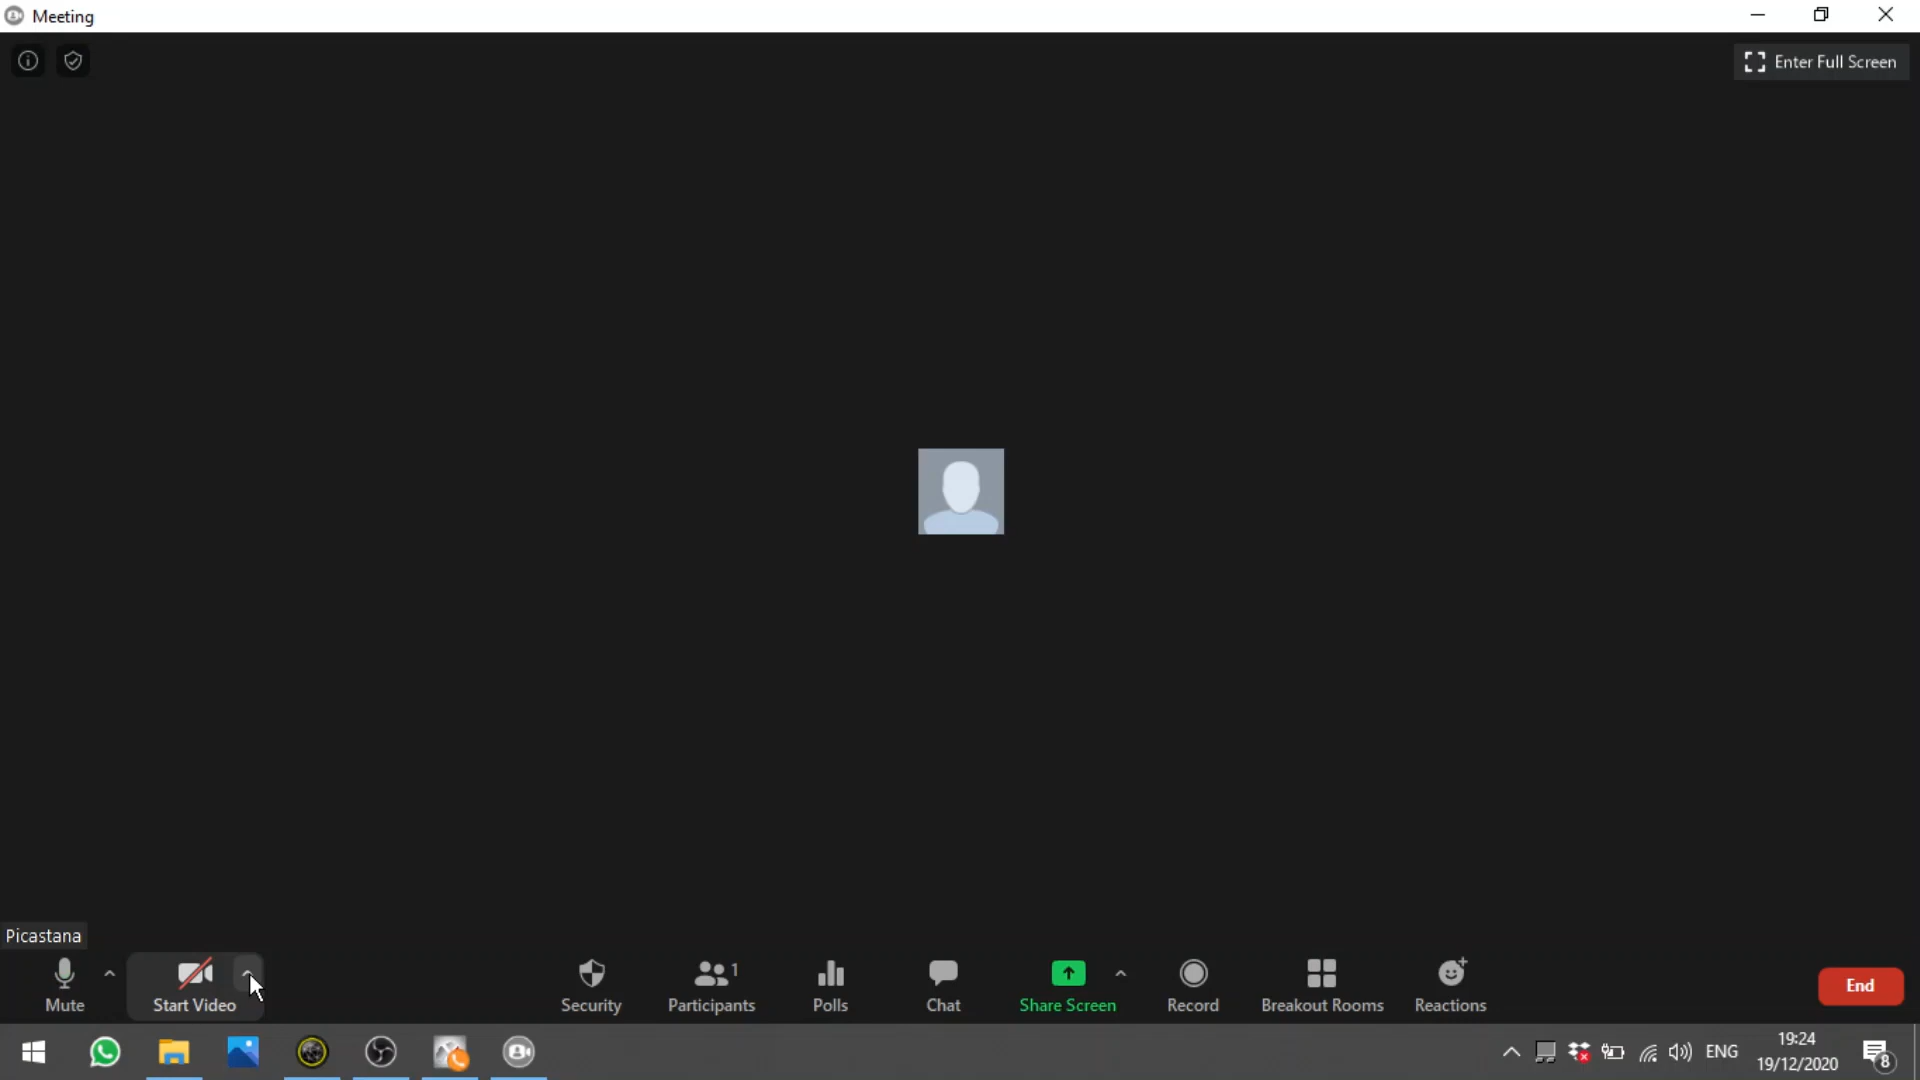 Meeting
Enter Full Screen
Picastana
Mute
Start Video
Security
1
Participants
Polls
Chat
Share Screen
Record
Breakout Rooms
Reactions
End
ENG
19:24
19/12/2020
8